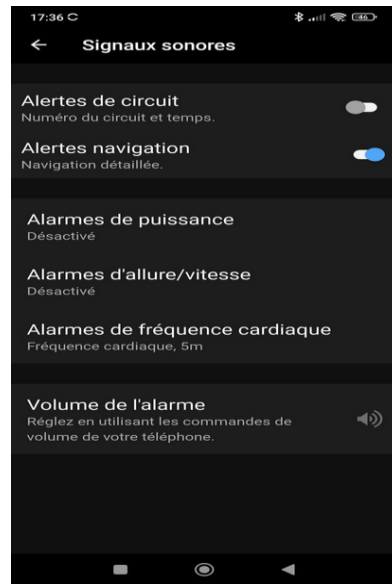 17:36
46
Signaux sonores
Alertes de circuit
Numéro du circuit et temps.
Alertes navigation
Navigation détaillée.
Alarmes de puissance
Désactivé
Alarmes d'allure/vitesse
Désactivé
Alarmes de fréquence cardiaque
Fréquence cardiaque, 5m
Volume de l'alarme
Réglez en utilisant les commandes de
volume de votre téléphone.